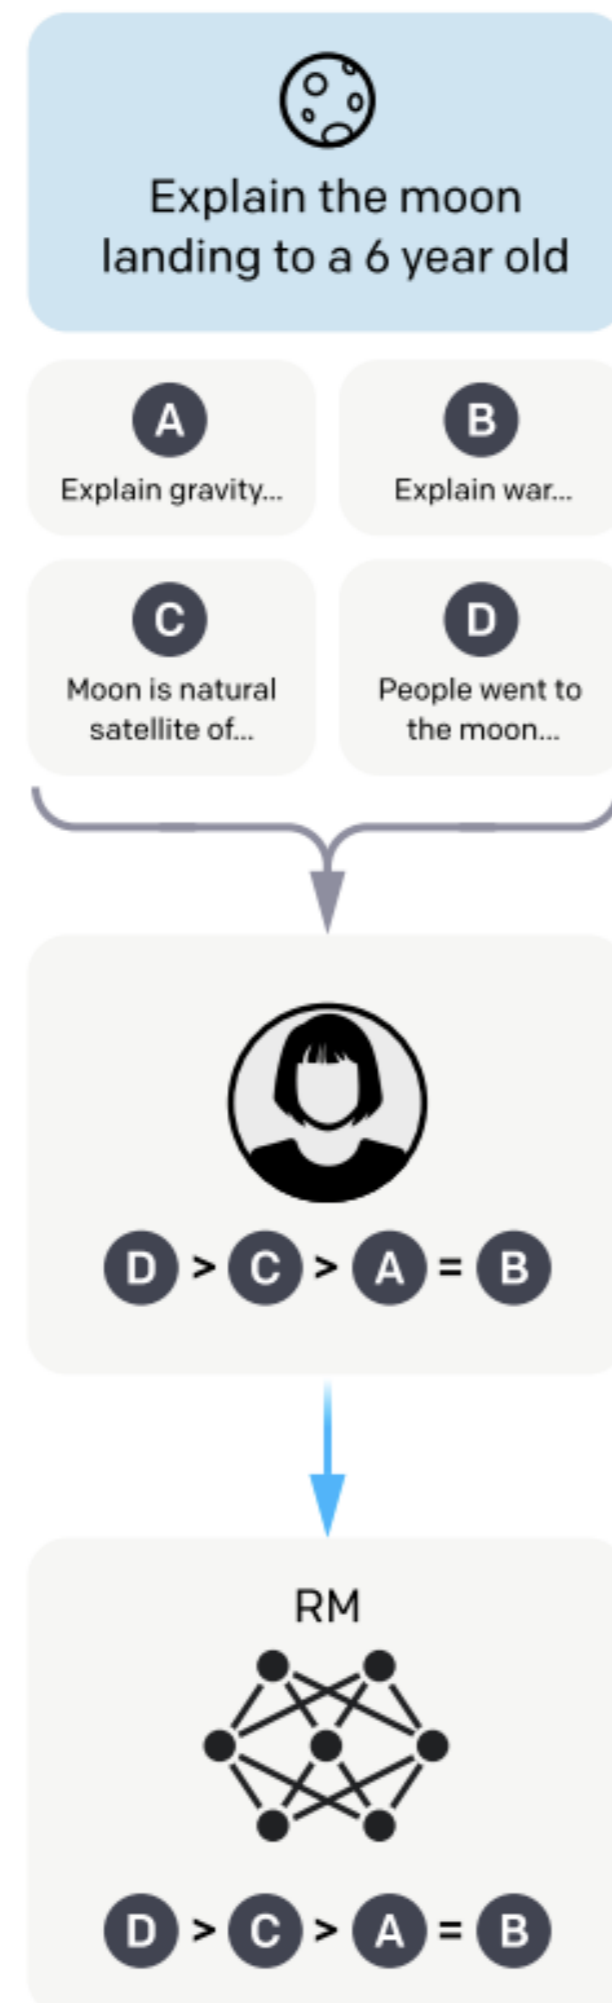 Explain the moon
landing to a 6 year old
A
Explain gravity...
B
Explain war...
C
Moon is natural
satellite of...
D
People went to
the moon...
D > C > A = B
RM
D > C > A = B